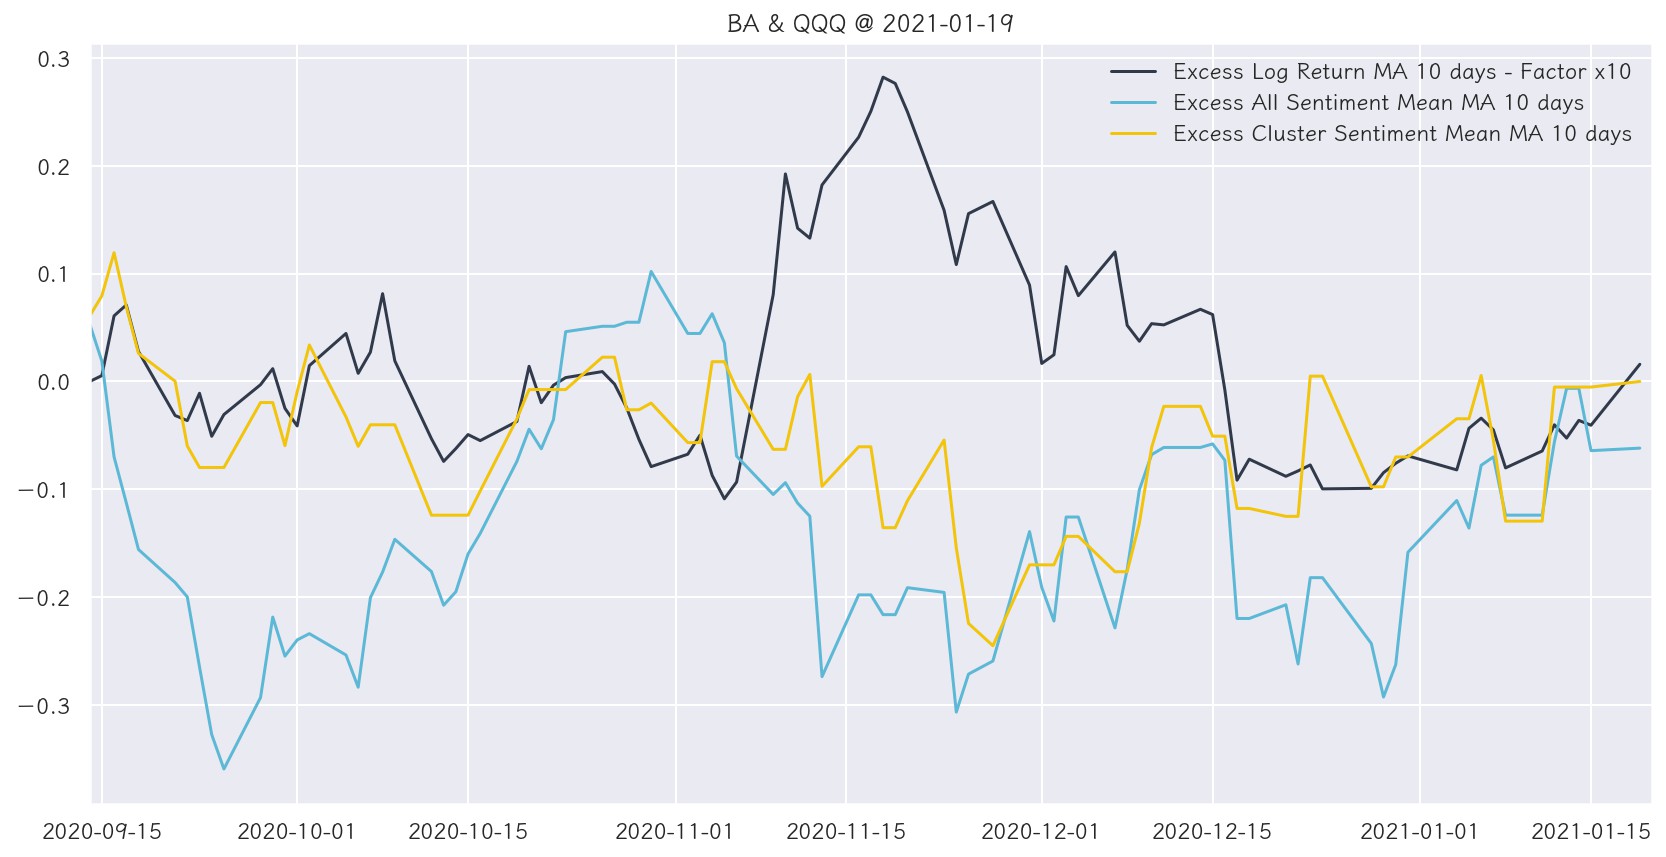 BA & QQQ @ 2021-01-19
Excess Log Return MA 10 days - Factor x10
Excess All Sentiment Mean MA 10 days
Excess Cluster Sentiment Mean MA 10 days
0.3
0.2
0.1
0.0
−0.1
−0.2
−0.3
2020-09-15 2020-10-01 2020-10-15 2020-11-01 2020-11-15 2020-12-01 2020-12-15 2021-01-01 2021-01-15